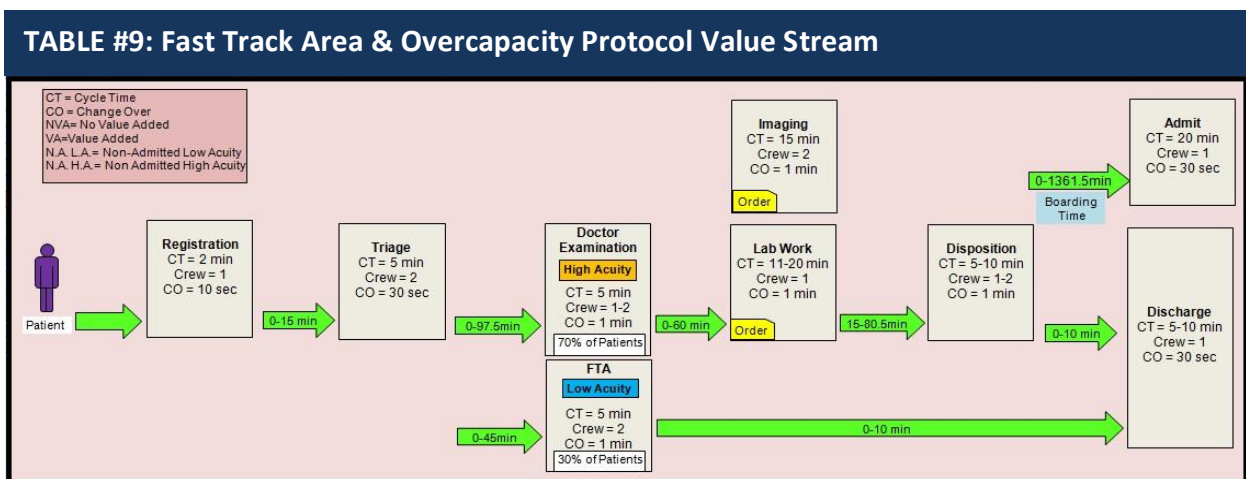 TABLE #9: Fast Track Area & Overcapacity Protocol Value Stream
CT = Cycle Time
CO = Change Over
NVA= No Value Added
VA=Value Added
N.A. L.A.= Non-Admitted Low Acuity
N.A. H.A.= Non Admitted High Acuity
Patient
Registration
CT = 2 min
Crew = 1
CO = 10 sec
0-15 min
Triage
CT = 5 min
Crew = 2
CO = 30 sec
0-97.5min
Doctor
Examination
High Acuity
CT = 5 min
Crew = 1-2
CO = 1 min
70% of Patients
0-45min
FTA
Low Acuity
CT = 5 min
Crew = 2
CO = 1 min
30% of Patients
0-60 min
Imaging
CT = 15 min
Crew = 2
CO = 1 min
Order
Lab Work
CT = 11-20 min
Crew = 1
CO = 1 min
Order
15-80.5min
Disposition
CT = 5-10 min
Crew = 1-2
CO = 1 min
0-1361.5min
Boarding
Time
Admit
CT = 20 min
Crew = 1
CO = 30 sec
0-10 min
Discharge
CT = 5-10 min
Crew = 1
CO = 30 sec
0-10 min